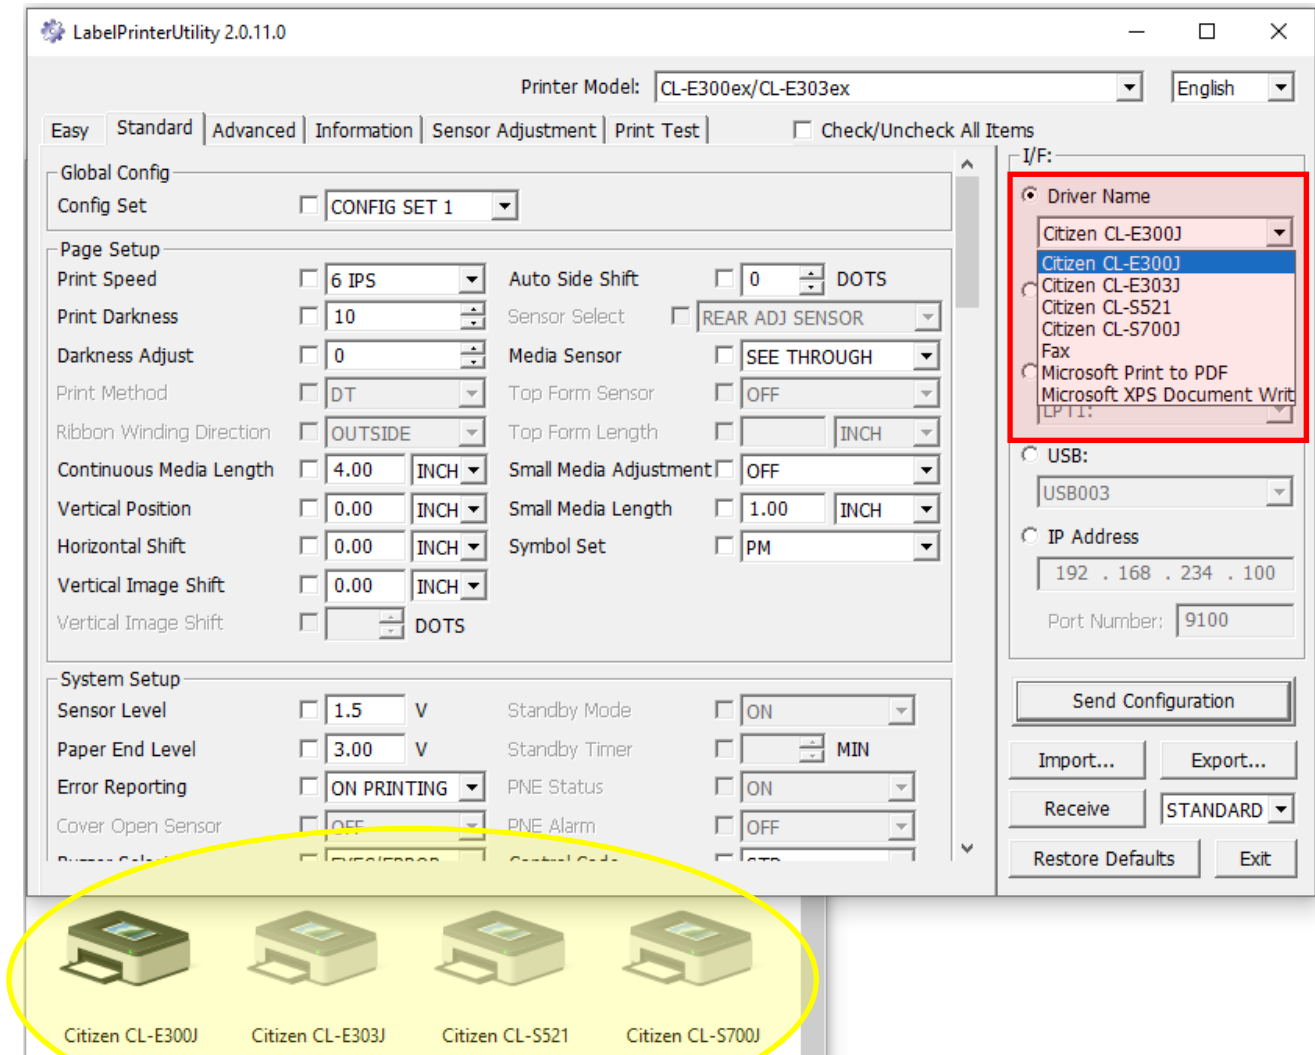 LabelPrinterUtility 2.0.11.0
Printer Model: CL-E300ex/CL-E303ex English
Easy Standard Advanced Information Sensor Adjustment Print Test Check/Uncheck All Items
Global Config
Config Set CONFIG SET 1
Page Setup
Print Speed 6 IPS Auto Side Shift 0 DOTS
Print Darkness 10 Sensor Select REAR ADJ SENSOR
Darkness Adjust 0 Media Sensor SEE THROUGH
Print Method DT Top Form Sensor OFF
Ribbon Winding Direction OUTSIDE Top Form Length INCH
Continuous Media Length 4.00 INCH Small Media Adjustment OFF
Vertical Position 0.00 INCH Small Media Length 1.00 INCH
Horizontal Shift 0.00 INCH Symbol Set PM
Vertical Image Shift 0.00 INCH
Vertical Image Shift DOTS
System Setup
Sensor Level 1.5 V Standby Mode ON
Paper End Level 3.00 V Standby Timer MIN
Error Reporting ON PRINTING PNE Status ON
Cover Open Sensor OFF PNE Alarm OFF
I/F:
Driver Name
Citizen CL-E300J
Citizen CL-E300J
Citizen CL-E303J
Citizen CL-S521
Citizen CL-S700J
Fax
Microsoft Print to PDF
Microsoft XPS Document Writ
LPT1:
USB:
USB003
IP Address
192 . 168 . 234 . 100
Port Number: 9100
Send Configuration
Import... Export...
Receive STANDARD
Restore Defaults Exit
Citizen CL-E300J Citizen CL-E303J Citizen CL-S521 Citizen CL-S700J